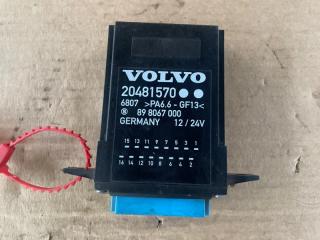 VOLVO
20481570
6807 >PA6.6 - GF13<
® 89 8067 000
GERMANY 12 / 24V
15 13 11 9 7 5 3 1
16 14 12 10 8 6 4 2